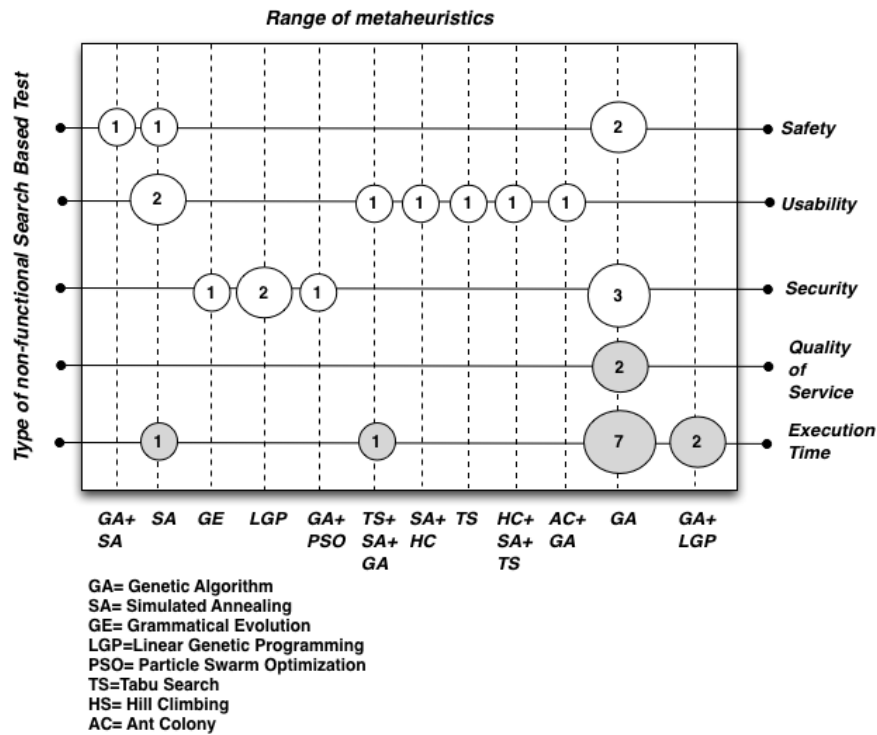 Range of metaheuristics
Type of non-functional Search Based Test
1 1 2 Safety
2 1 1 1 1 1 Usability
1 2 1 3 Security
2 Quality
of
Service
1 1 7 2 Execution
Time
GA+ SA GE LGP GA+ TS+ SA+ TS HC+ AC+ GA GA+
SA PSO SA+ HC SA+ GA LGP
GA TS
GA= Genetic Algorithm
SA= Simulated Annealing
GE= Grammatical Evolution
LGP=Linear Genetic Programming
PSO= Particle Swarm Optimization
TS=Tabu Search
HS= Hill Climbing
AC= Ant Colony